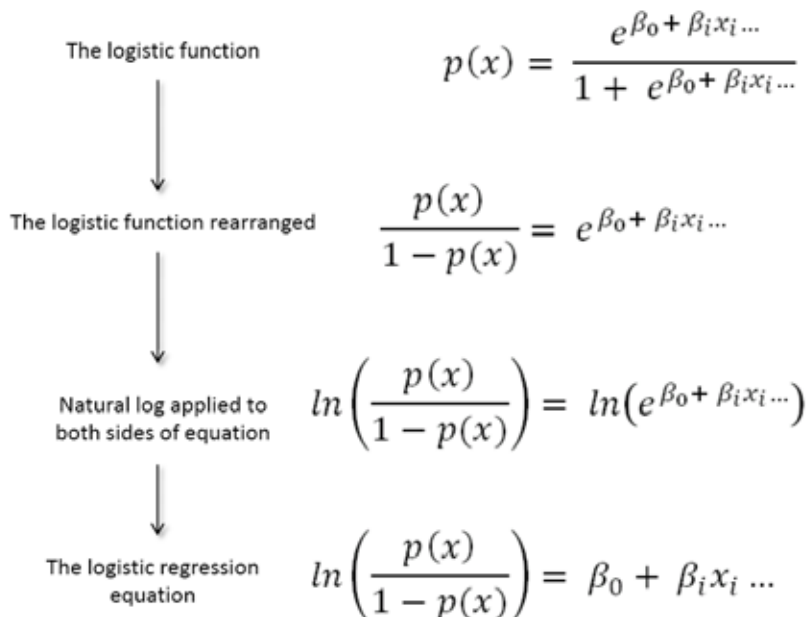 The logistic function
p(x) = e^{β₀ + βᵢxᵢ…} / (1 + e^{β₀ + βᵢxᵢ…})
The logistic function rearranged
p(x) / (1 − p(x)) = e^{β₀ + βᵢxᵢ…}
Natural log applied to
both sides of equation
ln(p(x) / (1 − p(x))) = ln(e^{β₀ + βᵢxᵢ…})
The logistic regression
equation
ln(p(x) / (1 − p(x))) = β₀ + βᵢxᵢ …